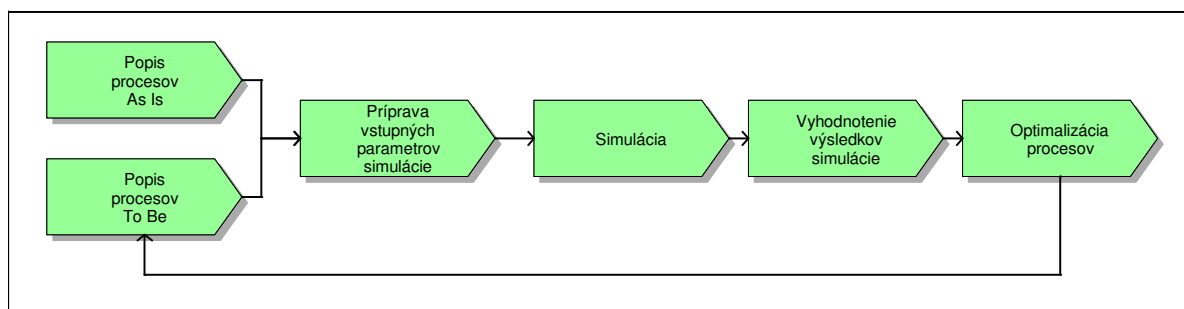 Popis
procesov
As Is
Popis
procesov
To Be
Príprava
vstupných
parametrov
simulácie
Simulácia
Vyhodnotenie
výsledkov
simulácie
Optimalizácia
procesov